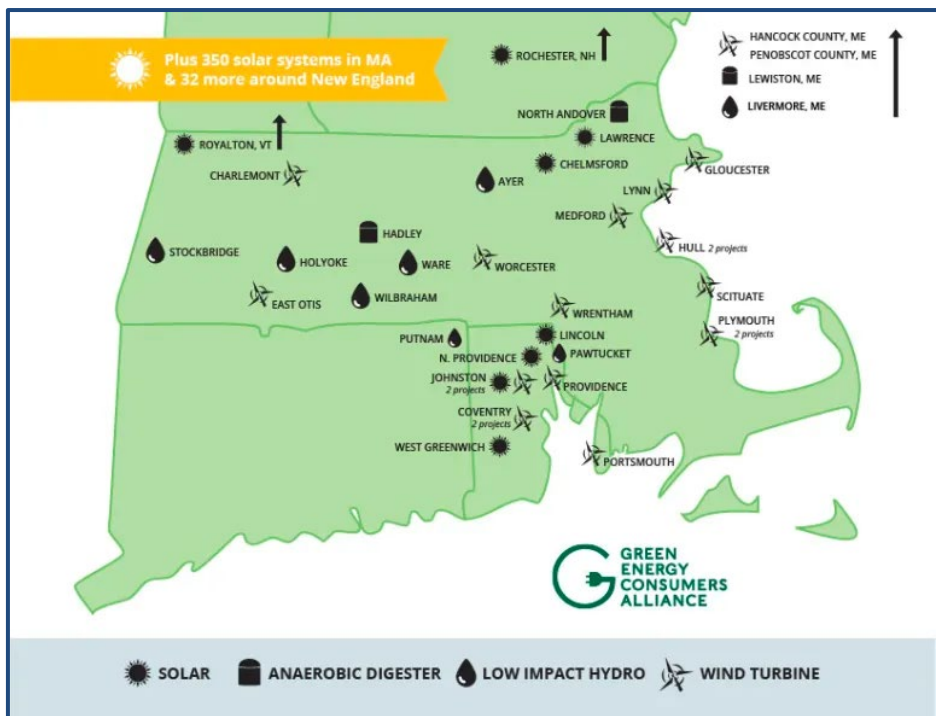 Plus 350 solar systems in MA
& 32 more around New England
ROCHESTER, NH
HANCOCK COUNTY, ME
PENOBSCOT COUNTY, ME
LEWISTON, ME
LIVERMORE, ME
NORTH ANDOVER
LAWRENCE
ROYALTON, VT
CHELMSFORD
GLOUCESTER
CHARLEMONT
AYER
LYNN
MEDFORD
HADLEY
HULL 2 projects
STOCKBRIDGE
HOLYOKE
WARE
WORCESTER
EAST OTIS
WILBRAHAM
SCITUATE
WRENTHAM
PLYMOUTH
2 projects
PUTNAM
LINCOLN
N. PROVIDENCE
PAWTUCKET
JOHNSTON
2 projects
PROVIDENCE
COVENTRY
2 projects
WEST GREENWICH
PORTSMOUTH
GREEN
ENERGY
CONSUMERS
ALLIANCE
SOLAR
ANAEROBIC DIGESTER
LOW IMPACT HYDRO
WIND TURBINE